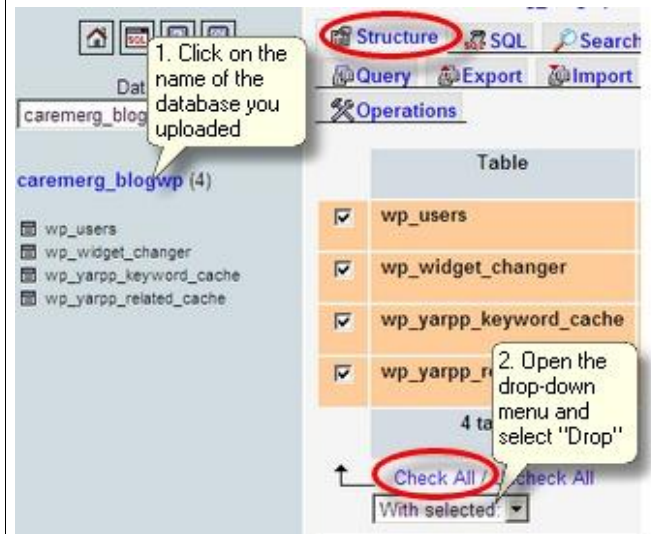 1. Click on the
name of the
database you
uploaded
Dat
caremerg_blog
caremerg_blogwp (4)
wp_users
wp_widget_changer
wp_yarpp_keyword_cache
wp_yarpp_related_cache
Structure SQL Search
Query Export Import
Operations
Table
wp_users
wp_widget_changer
wp_yarpp_keyword_cache
wp_yarpp_r
2. Open the
drop-down
menu and
select "Drop"
4 ta
Check All / check All
With selected: